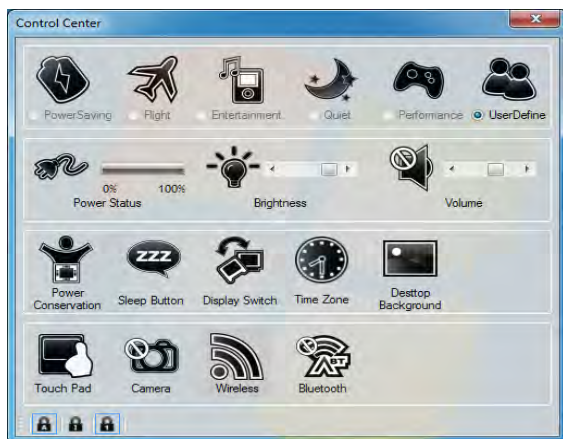 Control Center
PowerSaving Flight Entertainment Quiet Performance UserDefine
0% 100%
Power Status Brightness Volume
Power Conservation Sleep Button Display Switch Time Zone Desttop Background
ZZZ
Touch Pad Camera Wireless Bluetooth
BT